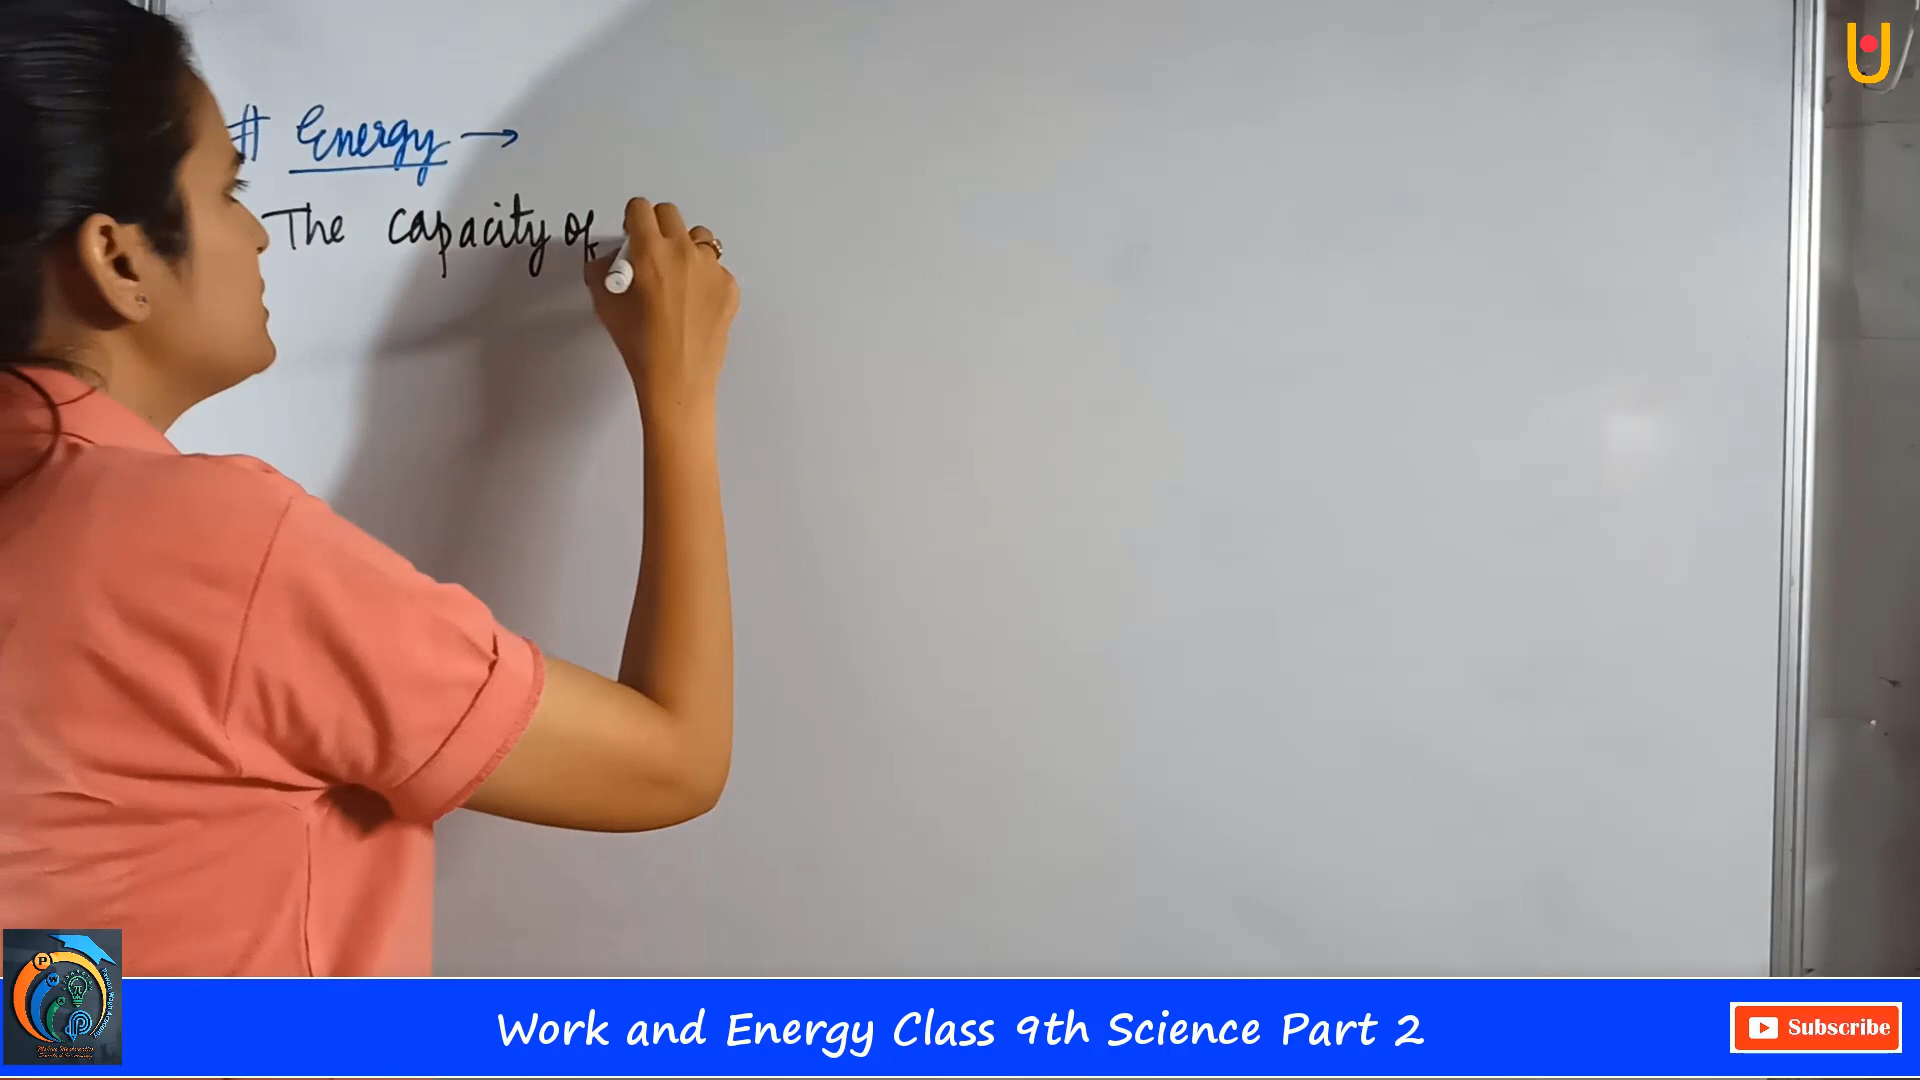 # Energy →
The capacity of
Work and Energy Class 9th Science Part 2
Subscribe